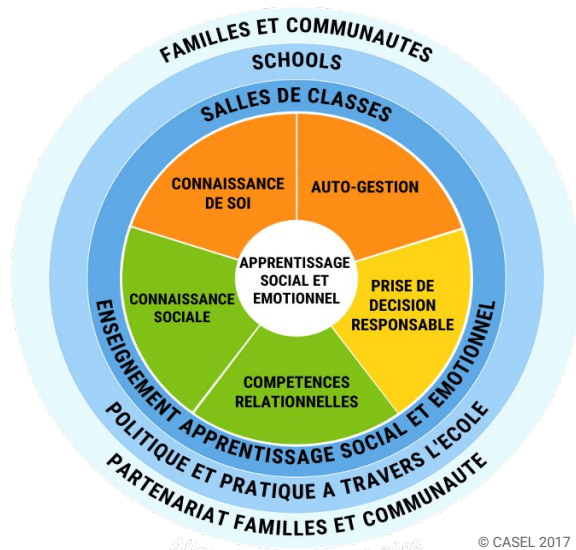 FAMILLES ET COMMUNAUTES
SCHOOLS
SALLES DE CLASSES
CONNAISSANCE
DE SOI
AUTO-GESTION
APPRENTISSAGE
SOCIAL ET
EMOTIONNEL
CONNAISSANCE
SOCIALE
PRISE DE
DECISION
RESPONSABLE
COMPETENCES
RELATIONNELLES
ENSEIGNEMENT APPRENTISSAGE SOCIAL ET EMOTIONNEL
POLITIQUE ET PRATIQUE A TRAVERS L'ECOLE
PARTENARIAT FAMILLES ET COMMUNAUTE
© CASEL 2017